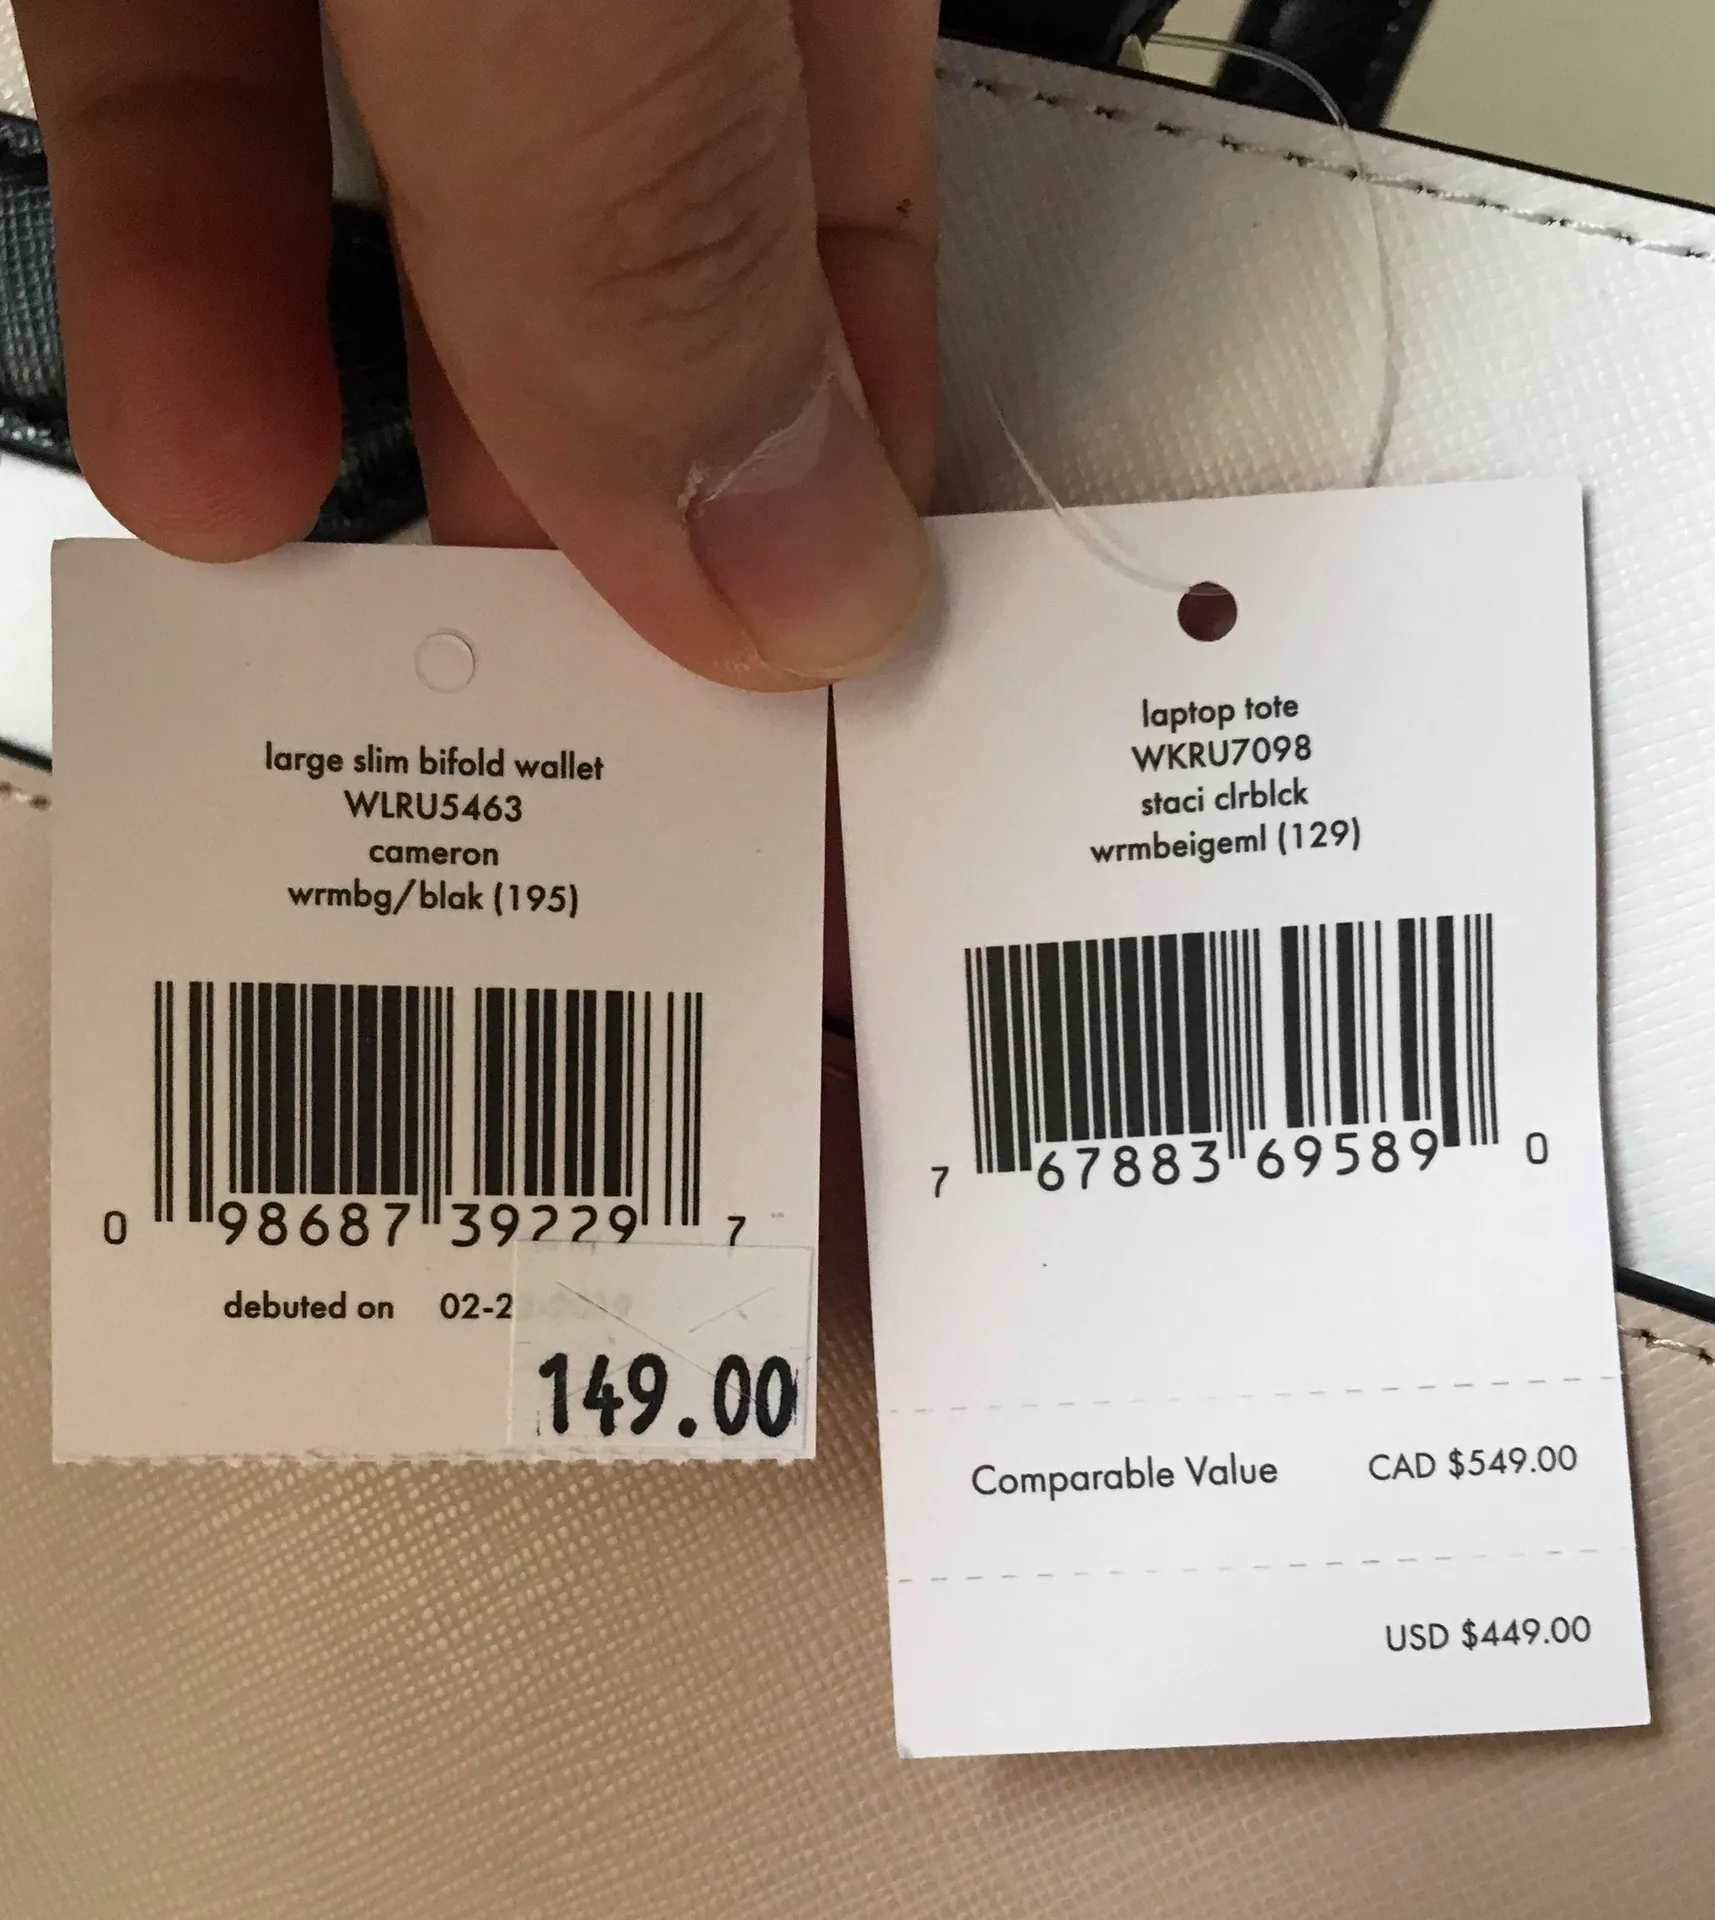 large slim bifold wallet
WLRU5463
cameron
wrmbg/blak (195)
0 98687 39229 7
debuted on 02-2
149.00
laptop tote
WKRU7098
staci clrblck
wrmbeigeml (129)
7 67883 69589 0
Comparable Value CAD $549.00
USD $449.00